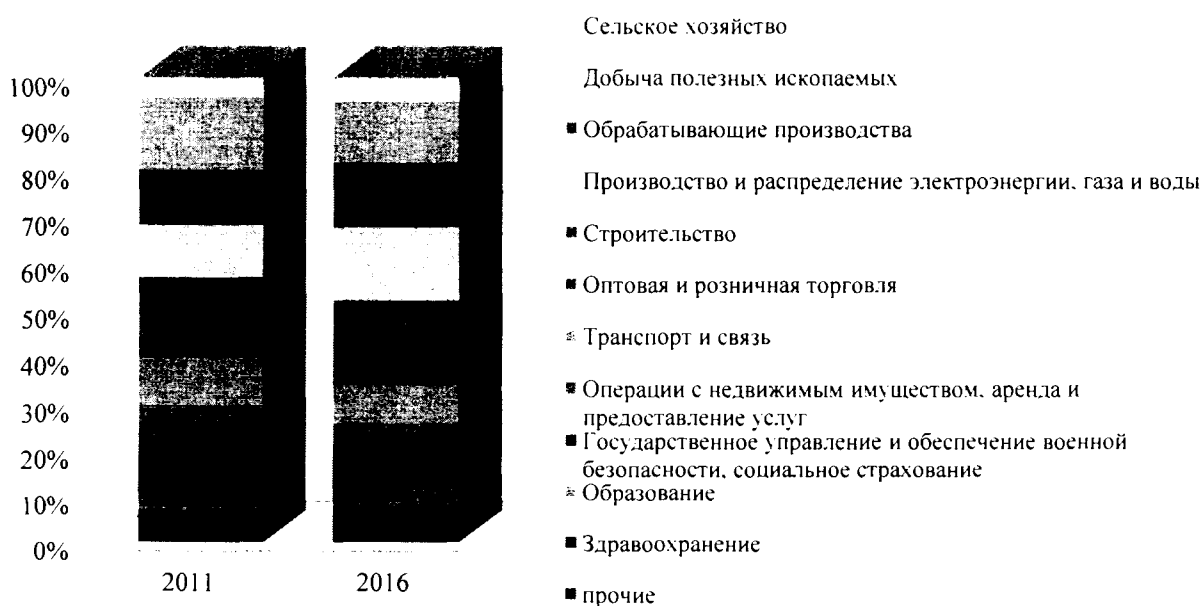 100%
90%
80%
70%
60%
50%
40%
30%
20%
10%
0%
2011
2016
Сельское хозяйство
Добыча полезных ископаемых
Обрабатывающие производства
Производство и распределение электроэнергии, газа и воды
Строительство
Оптовая и розничная торговля
Транспорт и связь
Операции с недвижимым имуществом, аренда и
предоставление услуг
Государственное управление и обеспечение военной
безопасности, социальное страхование
Образование
Здравоохранение
прочие